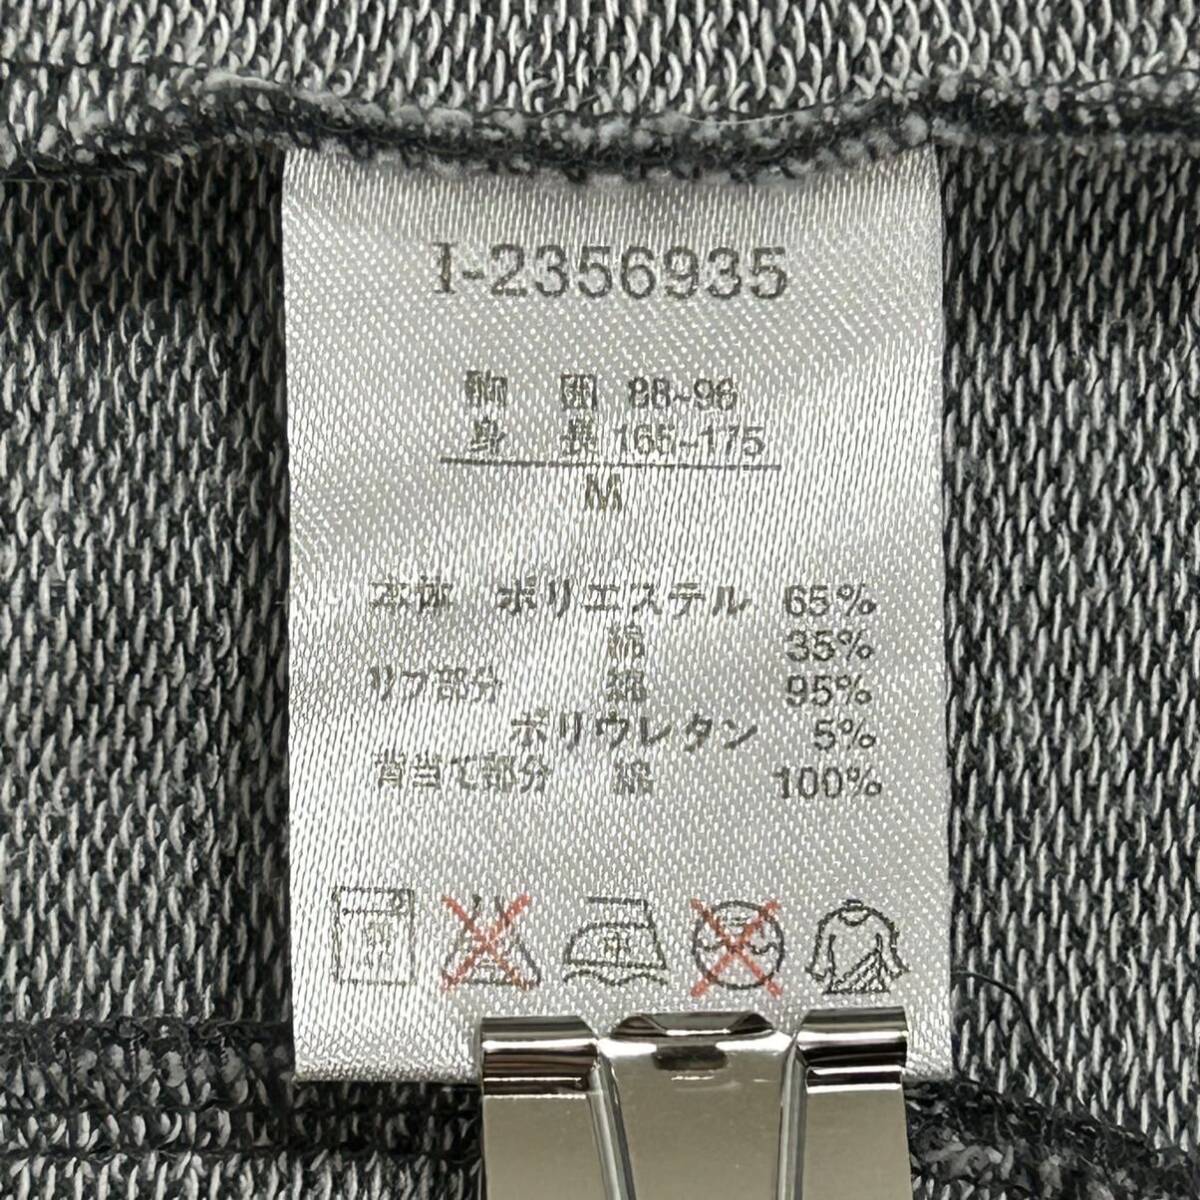 I-2356935
胸 囲 88~96
身 長 165~175
M
本体 ポリエステル 65%
綿 35%
リブ部分 綿 95%
ポリウレタン 5%
背当て部分 綿 100%
中